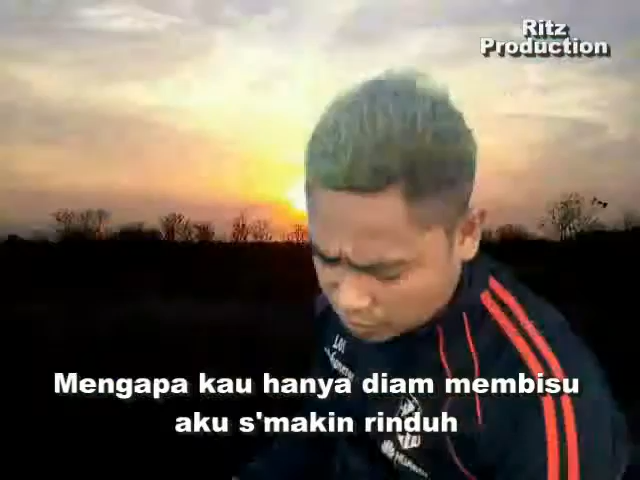 Ritz
Production
Mengapa kau hanya diam membisu
aku s'makin rinduh